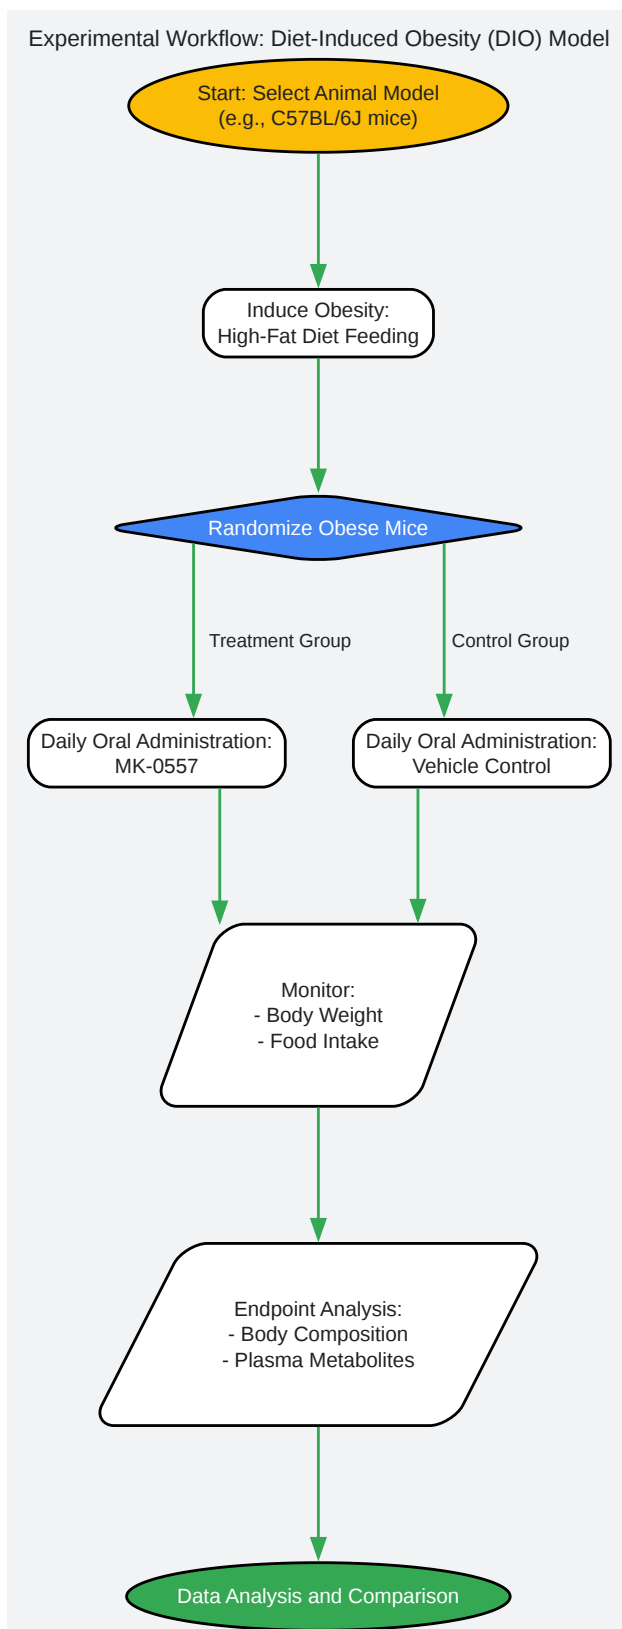 Experimental Workflow: Diet-Induced Obesity (DIO) Model
Start: Select Animal Model
(e.g., C57BL/6J mice)
Induce Obesity:
High-Fat Diet Feeding
Randomize Obese Mice
Treatment Group
Control Group
Daily Oral Administration:
MK-0557
Daily Oral Administration:
Vehicle Control
Monitor:
- Body Weight
- Food Intake
Endpoint Analysis:
- Body Composition
- Plasma Metabolites
Data Analysis and Comparison